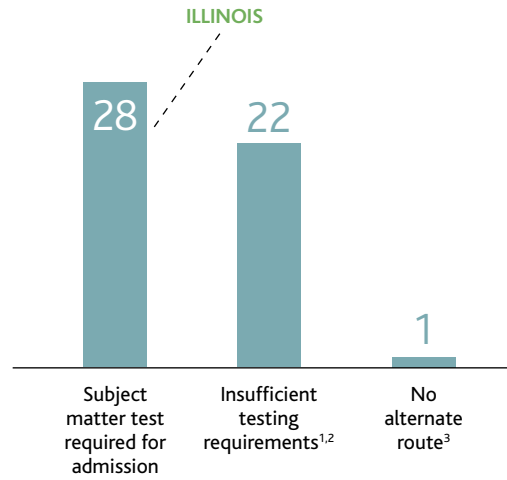 ILLINOIS
28
22
1
Subject
matter test
required for
admission
Insufficient
testing
requirements1,2
No
alternate
route3